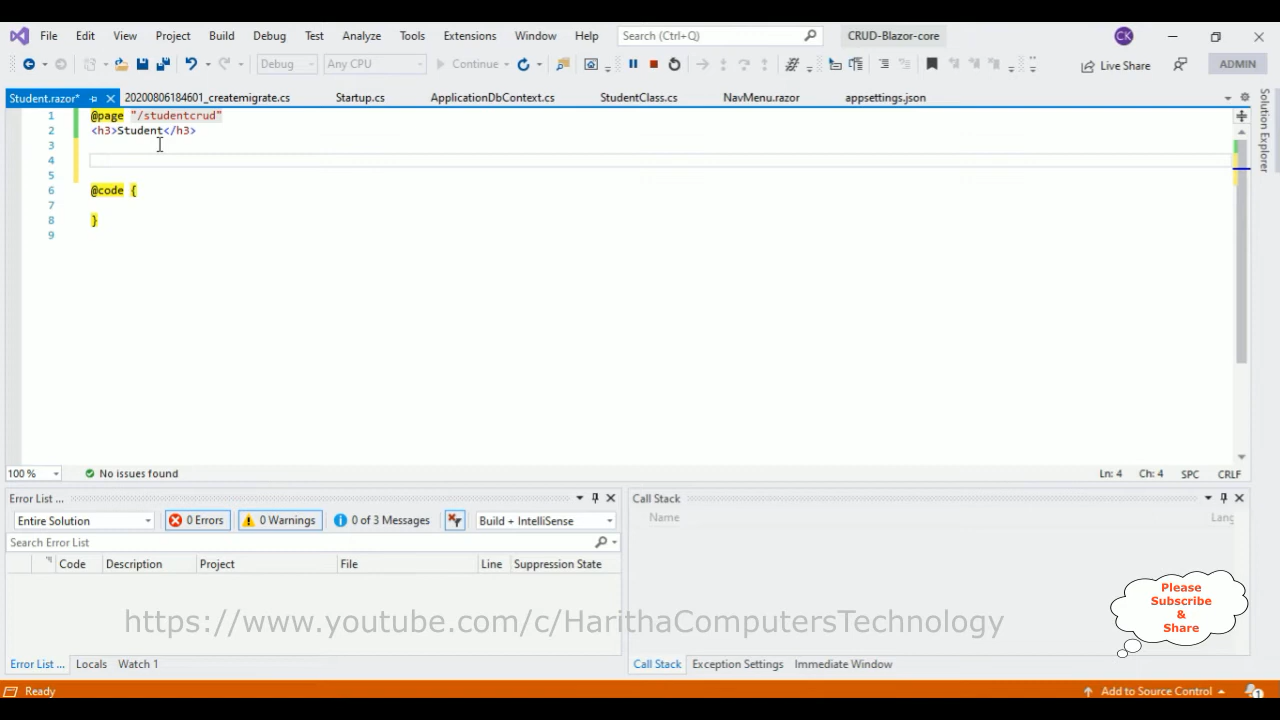 File Edit View Project Build Debug Test Analyze Tools Extensions Window Help Search (Ctrl+Q) CRUD-Blazor-core CK
Debug Any CPU Continue Live Share ADMIN
Student.razor* 20200806184601_createmigrate.cs Startup.cs ApplicationDbContext.cs StudentClass.cs NavMenu.razor appsettings.json
1 @page "/studentcrud"
2 <h3>Student</h3>
3
4
5
6 @code {
7
8 }
9
Solution Explorer
100 % No issues found Ln: 4 Ch: 4 SPC CRLF
Error List ... Call Stack
Entire Solution 0 Errors 0 Warnings 0 of 3 Messages Build + IntelliSense
Name Lang
Search Error List
Code Description Project File Line Suppression State
Please
Subscribe
&
Share
https://www.youtube.com/c/HarithaComputersTechnology
Error List ... Locals Watch 1 Call Stack Exception Settings Immediate Window
Ready Add to Source Control 1